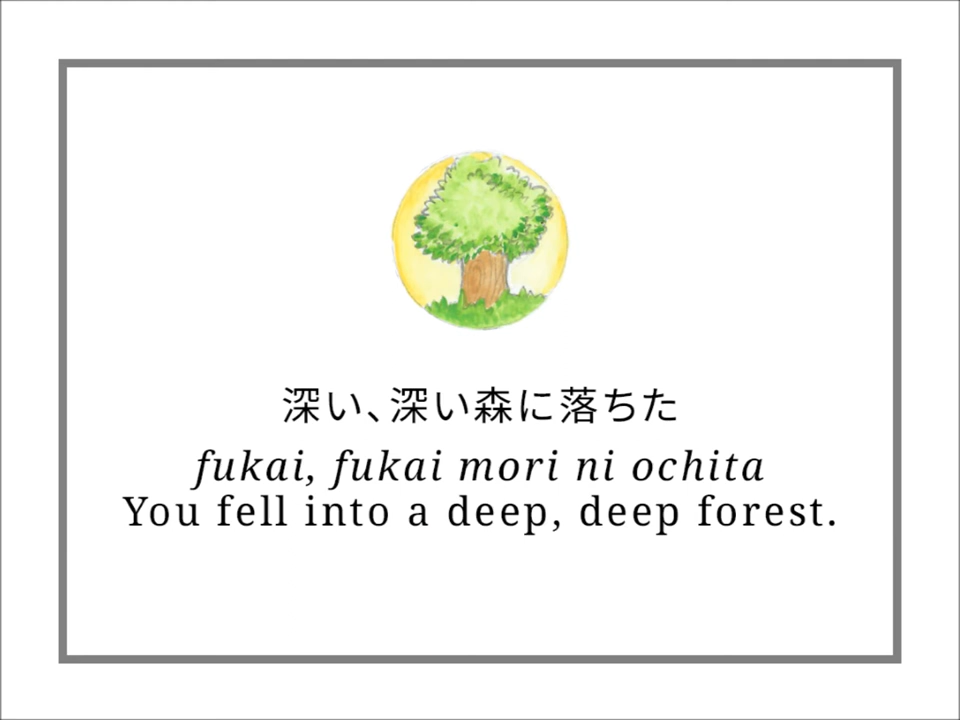 深い、深い森に落ちた
fukai, fukai mori ni ochita
You fell into a deep, deep forest.